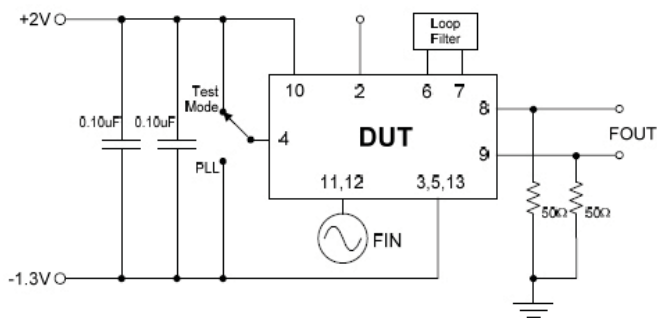 +2V
Loop
Filter
Test
Mode
10
2
6
7
8
0.10uF
0.10uF
4
DUT
FOUT
9
PLL
11,12
3,5,13
50Ω
50Ω
FIN
-1.3V